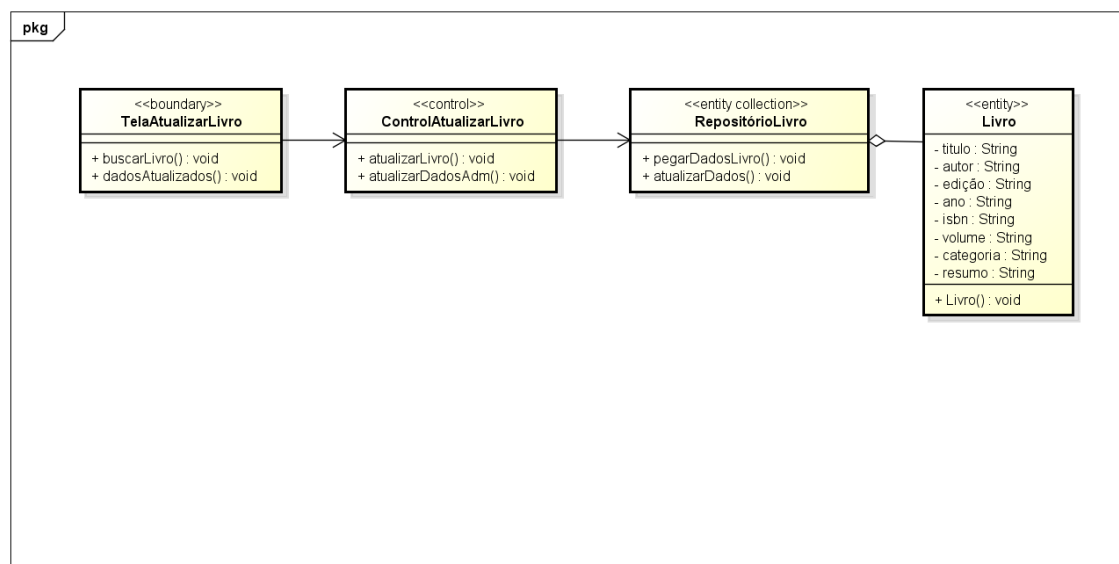 pkg
<<boundary>>
TelaAtualizarLivro
+ buscarLivro() : void
+ dadosAtualizados() : void
<<control>>
ControlAtualizarLivro
+ atualizarLivro() : void
+ atualizarDadosAdm() : void
<<entity collection>>
RepositórioLivro
+ pegarDadosLivro() : void
+ atualizarDados() : void
<<entity>>
Livro
- titulo : String
- autor : String
- edição : String
- ano : String
- isbn : String
- volume : String
- categoria : String
- resumo : String
+ Livro() : void